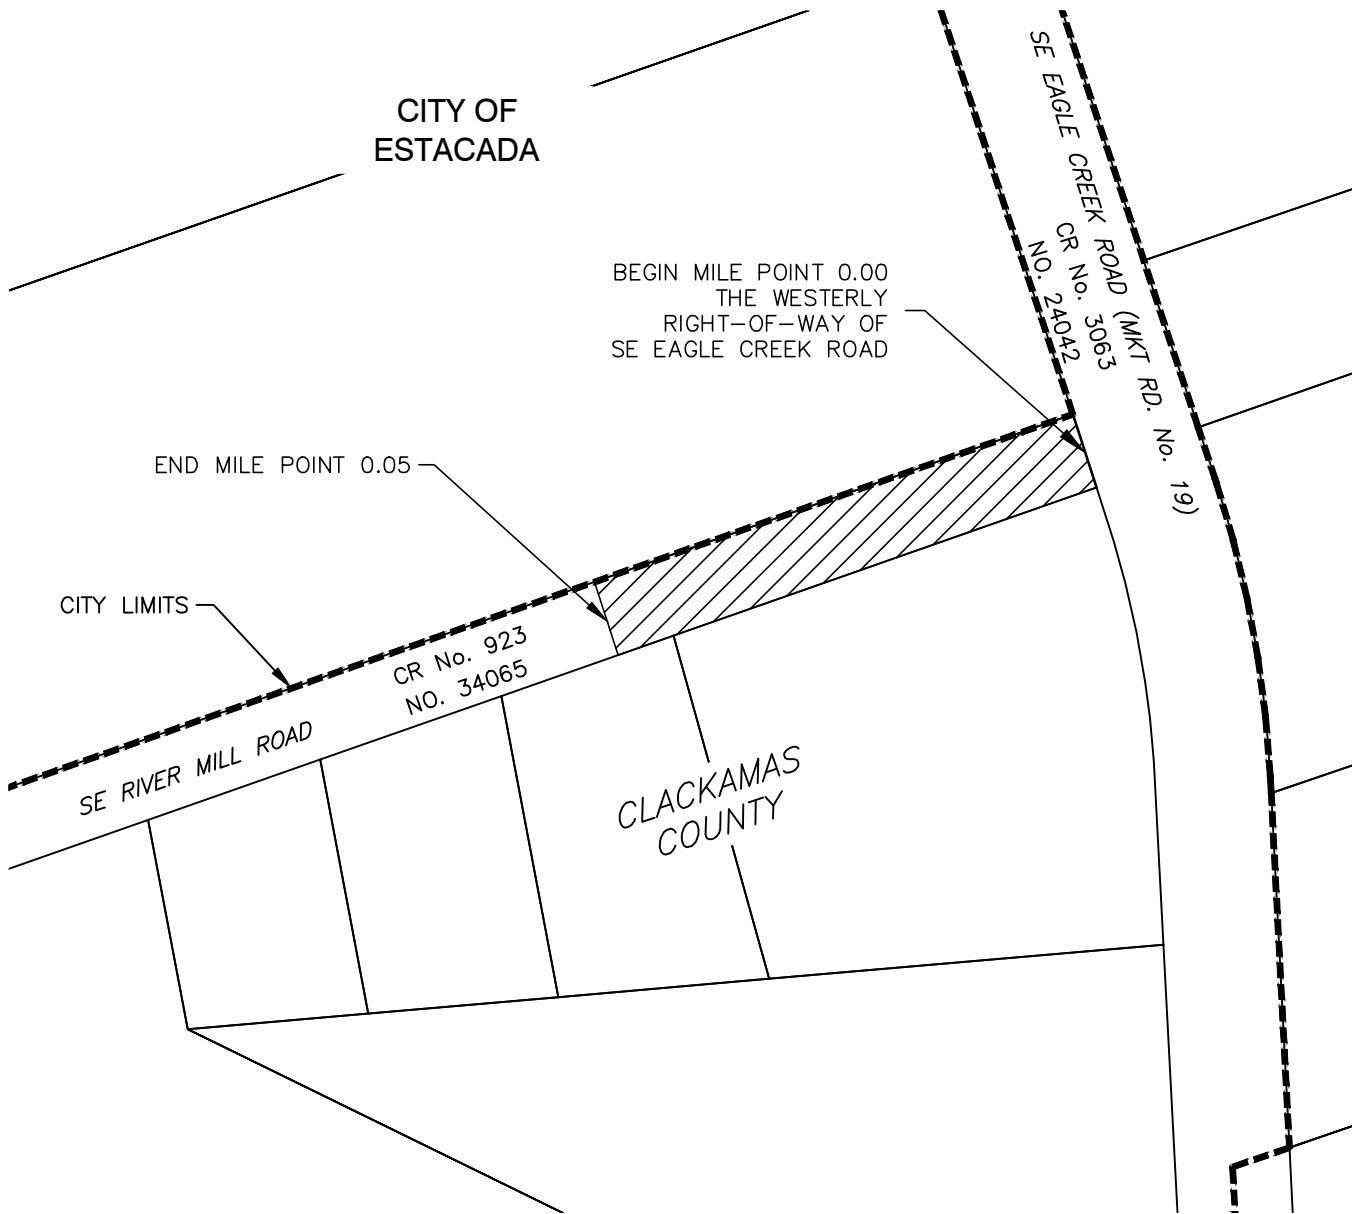 CITY OF
ESTACADA
SE EAGLE CREEK ROAD (MKT RD. No. 19)
CR No. 3063
NO. 24042
BEGIN MILE POINT 0.00
THE WESTERLY
RIGHT-OF-WAY OF
SE EAGLE CREEK ROAD
END MILE POINT 0.05
CITY LIMITS
CR No. 923
NO. 34065
SE RIVER MILL ROAD
CLACKAMAS
COUNTY